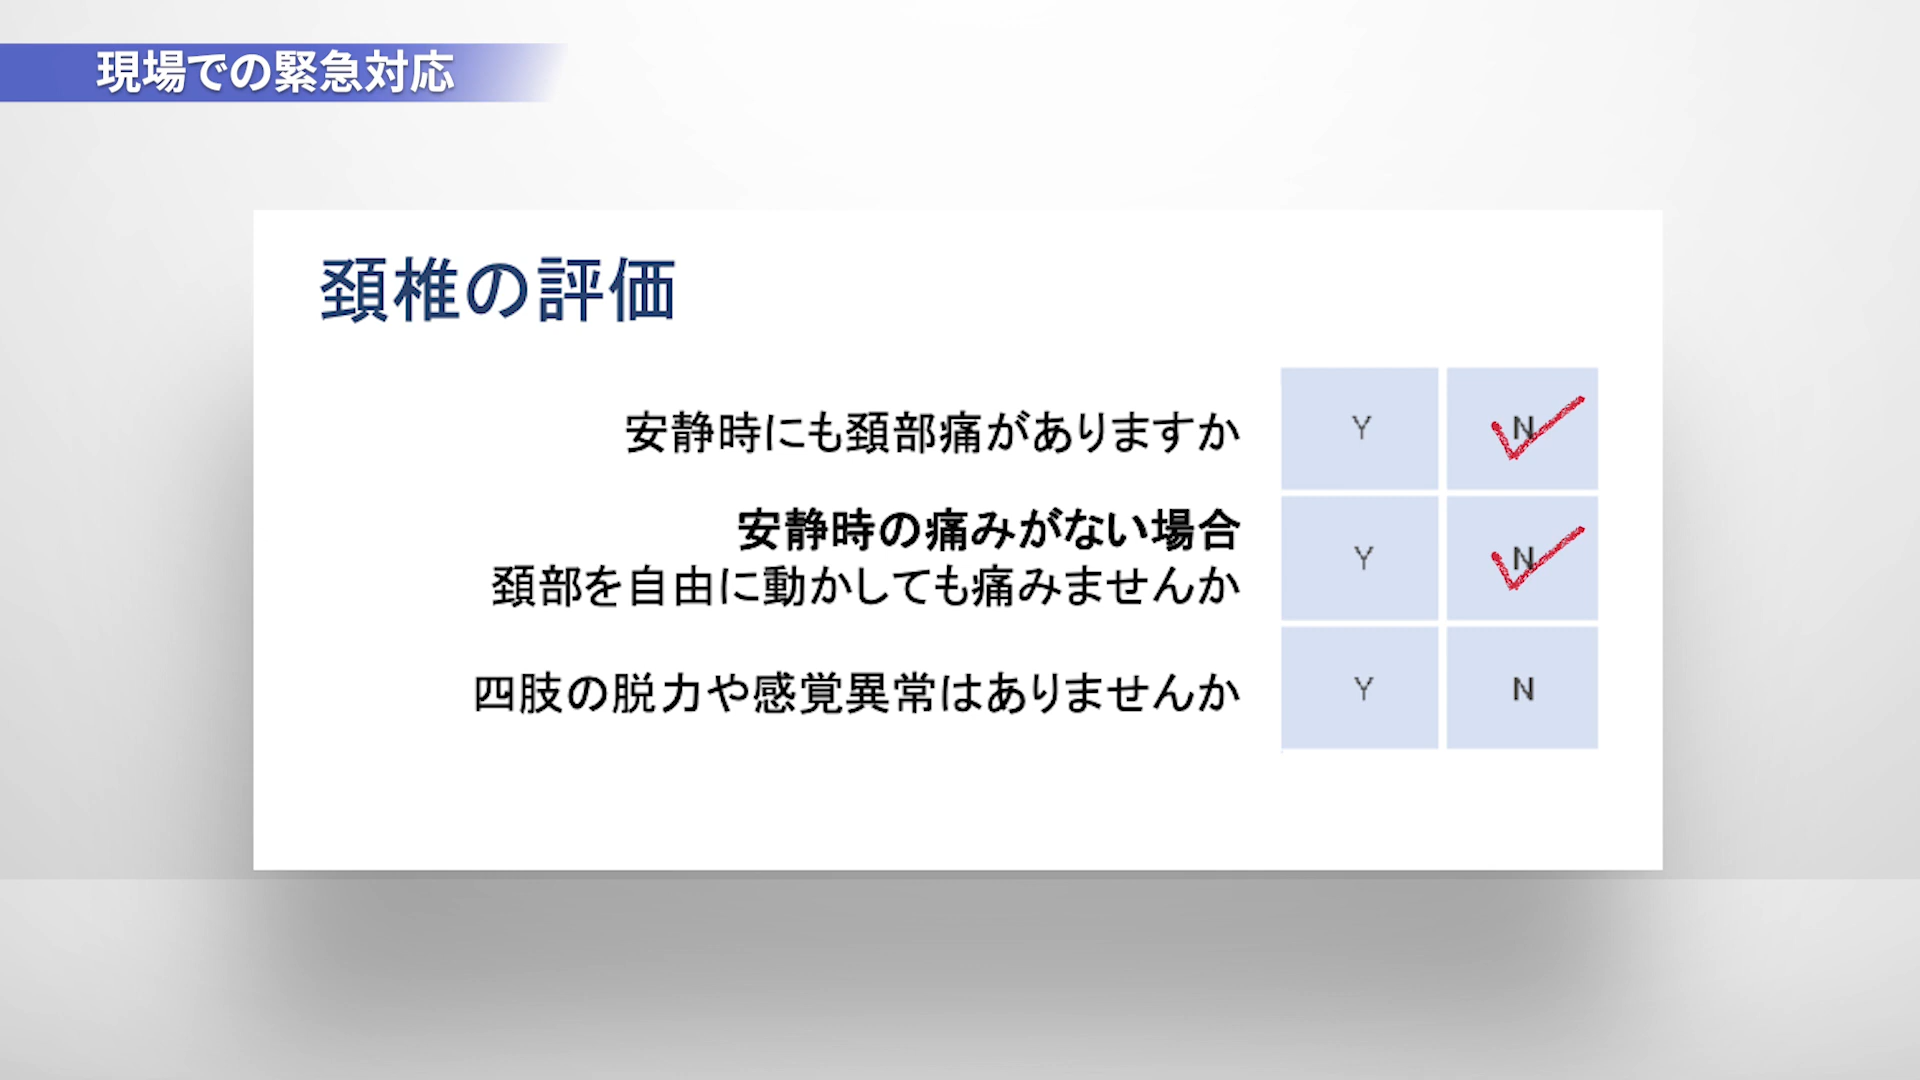 現場での緊急対応
頚椎の評価
安静時にも頚部痛がありますか Y N
安静時の痛みがない場合
頚部を自由に動かしても痛みませんか Y N
四肢の脱力や感覚異常はありませんか Y N